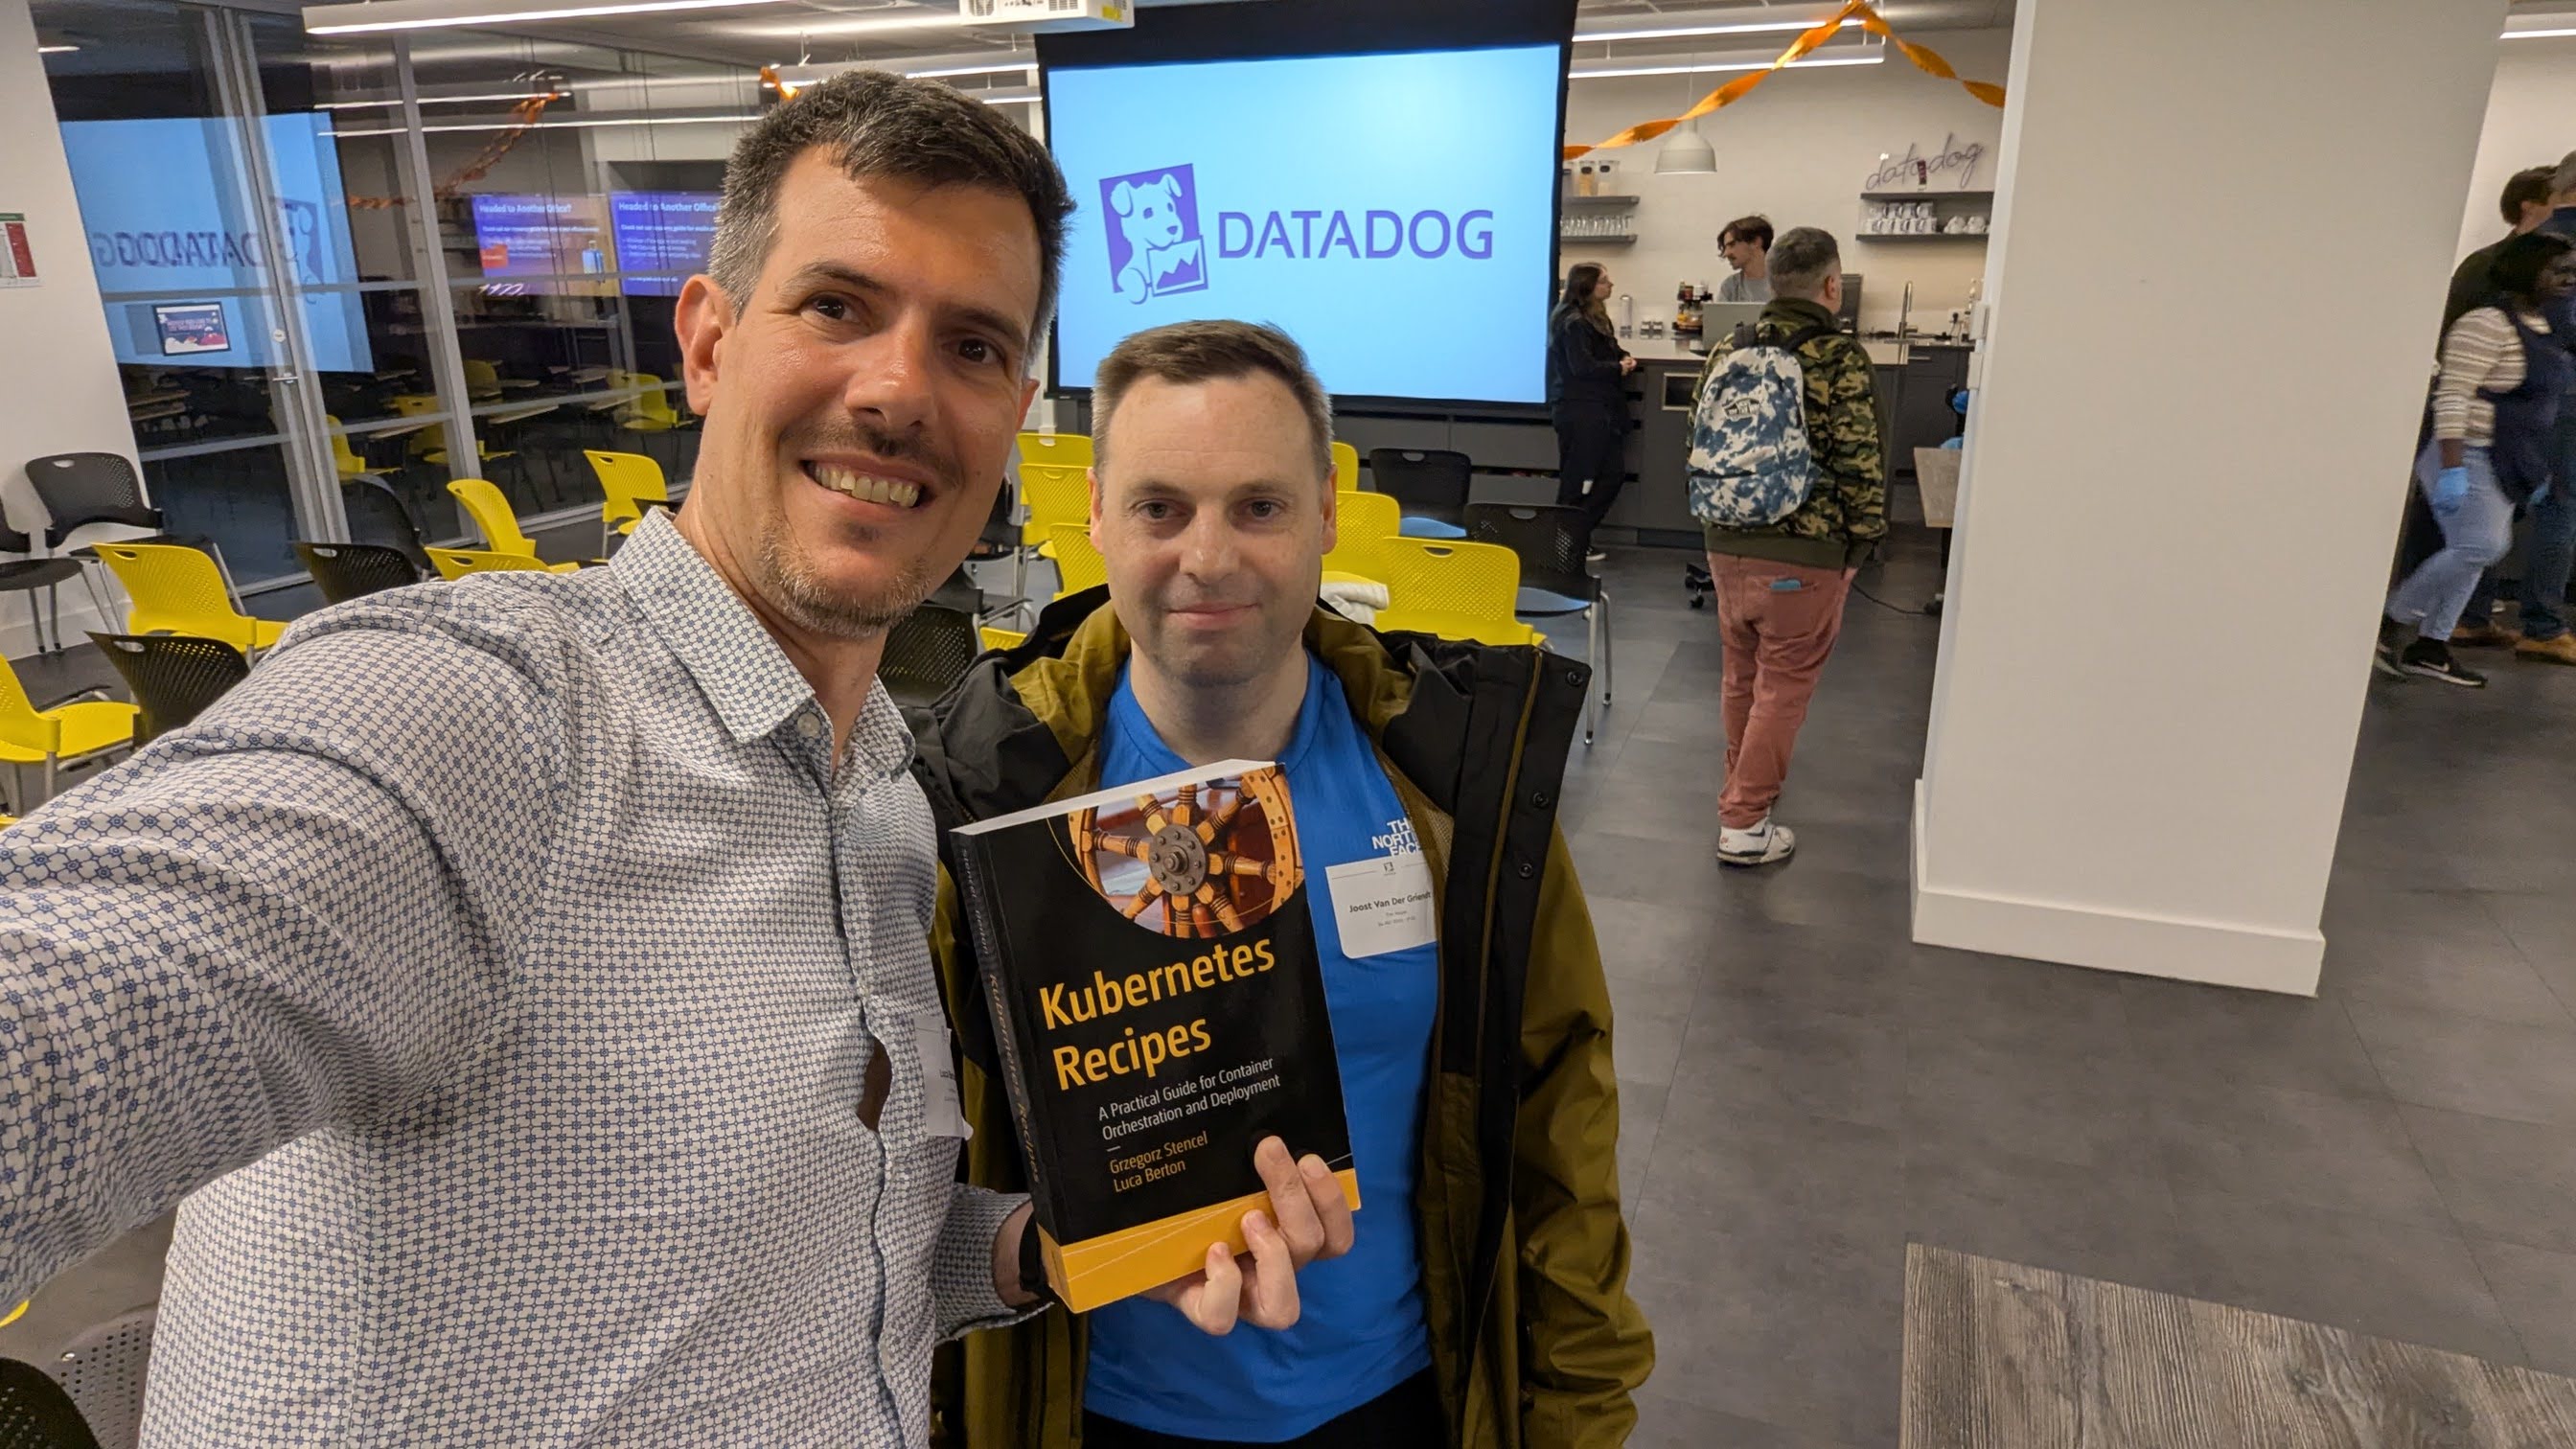 DATADOG
datadog
Headed to Another Office?
Headed to Another Office?
THE
NORTH
FACE
Joost Van Der Griendt
Kubernetes
Recipes
A Practical Guide for Container
Orchestration and Deployment
Grzegorz Stencel
Luca Berton
Kubernetes Recipes